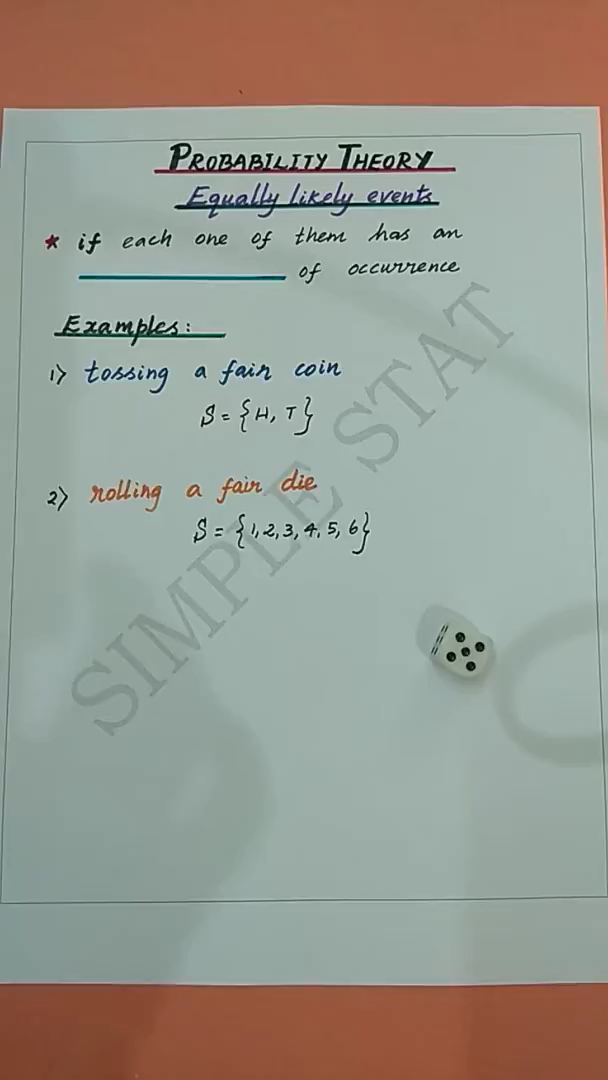 PROBABILITY THEORY
Equally likely events
* if each one of them has an
____________ of occurrence
Examples:
1) tossing a fair coin
S = {H, T}
2) rolling a fair die
S = {1, 2, 3, 4, 5, 6}
SIMPLE STAT